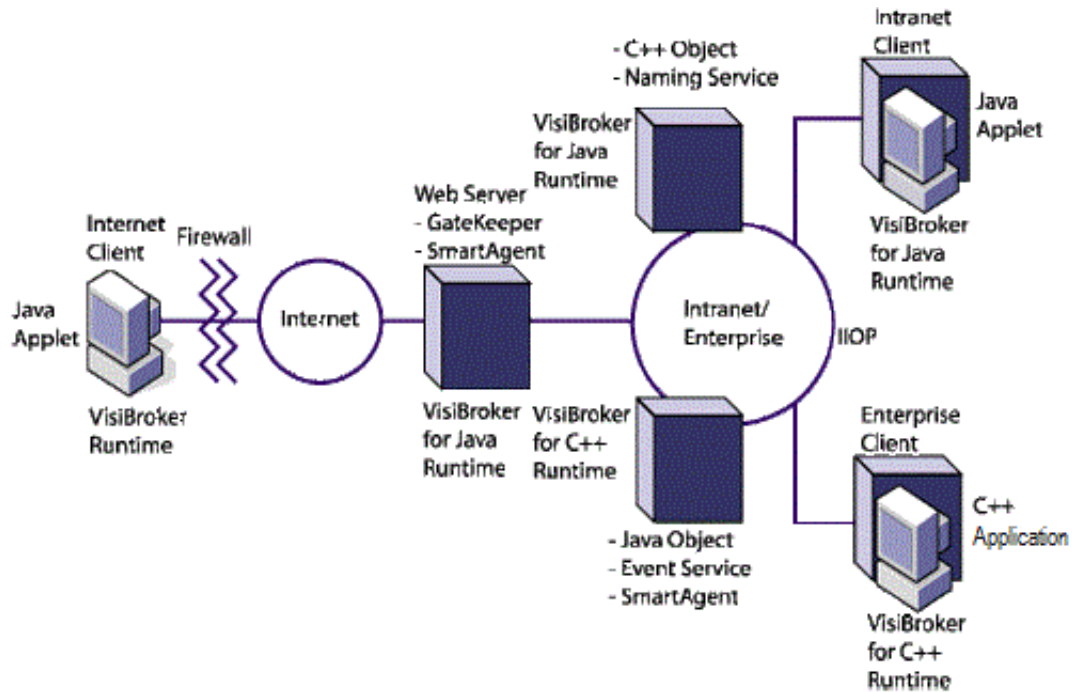 Intranet
Client
Java
Applet
VisiBroker
for Java
Runtime
- C++ Object
- Naming Service
VisiBroker
for Java
Runtime
Web Server
- GateKeeper
- SmartAgent
VisiBroker
for Java
Runtime
Internet
Client
Firewall
Java
Applet
VisiBroker
Runtime
Internet
Intranet/
Enterprise
IIOP
VisiBroker
for C++
Runtime
- Java Object
- Event Service
- SmartAgent
Enterprise
Client
C++
Application
VisiBroker
for C++
Runtime